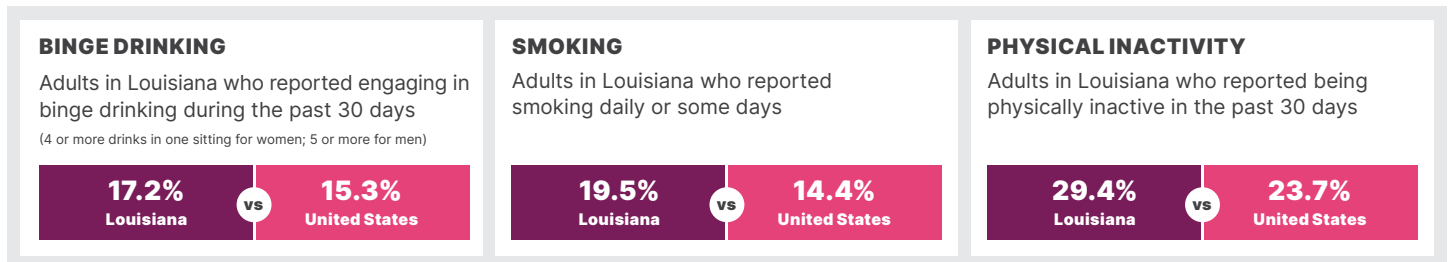 BINGE DRINKING
Adults in Louisiana who reported engaging in
binge drinking during the past 30 days
(4 or more drinks in one sitting for women; 5 or more for men)
17.2%
Louisiana
vs
15.3%
United States
SMOKING
Adults in Louisiana who reported
smoking daily or some days
19.5%
Louisiana
vs
14.4%
United States
PHYSICAL INACTIVITY
Adults in Louisiana who reported being
physically inactive in the past 30 days
29.4%
Louisiana
vs
23.7%
United States